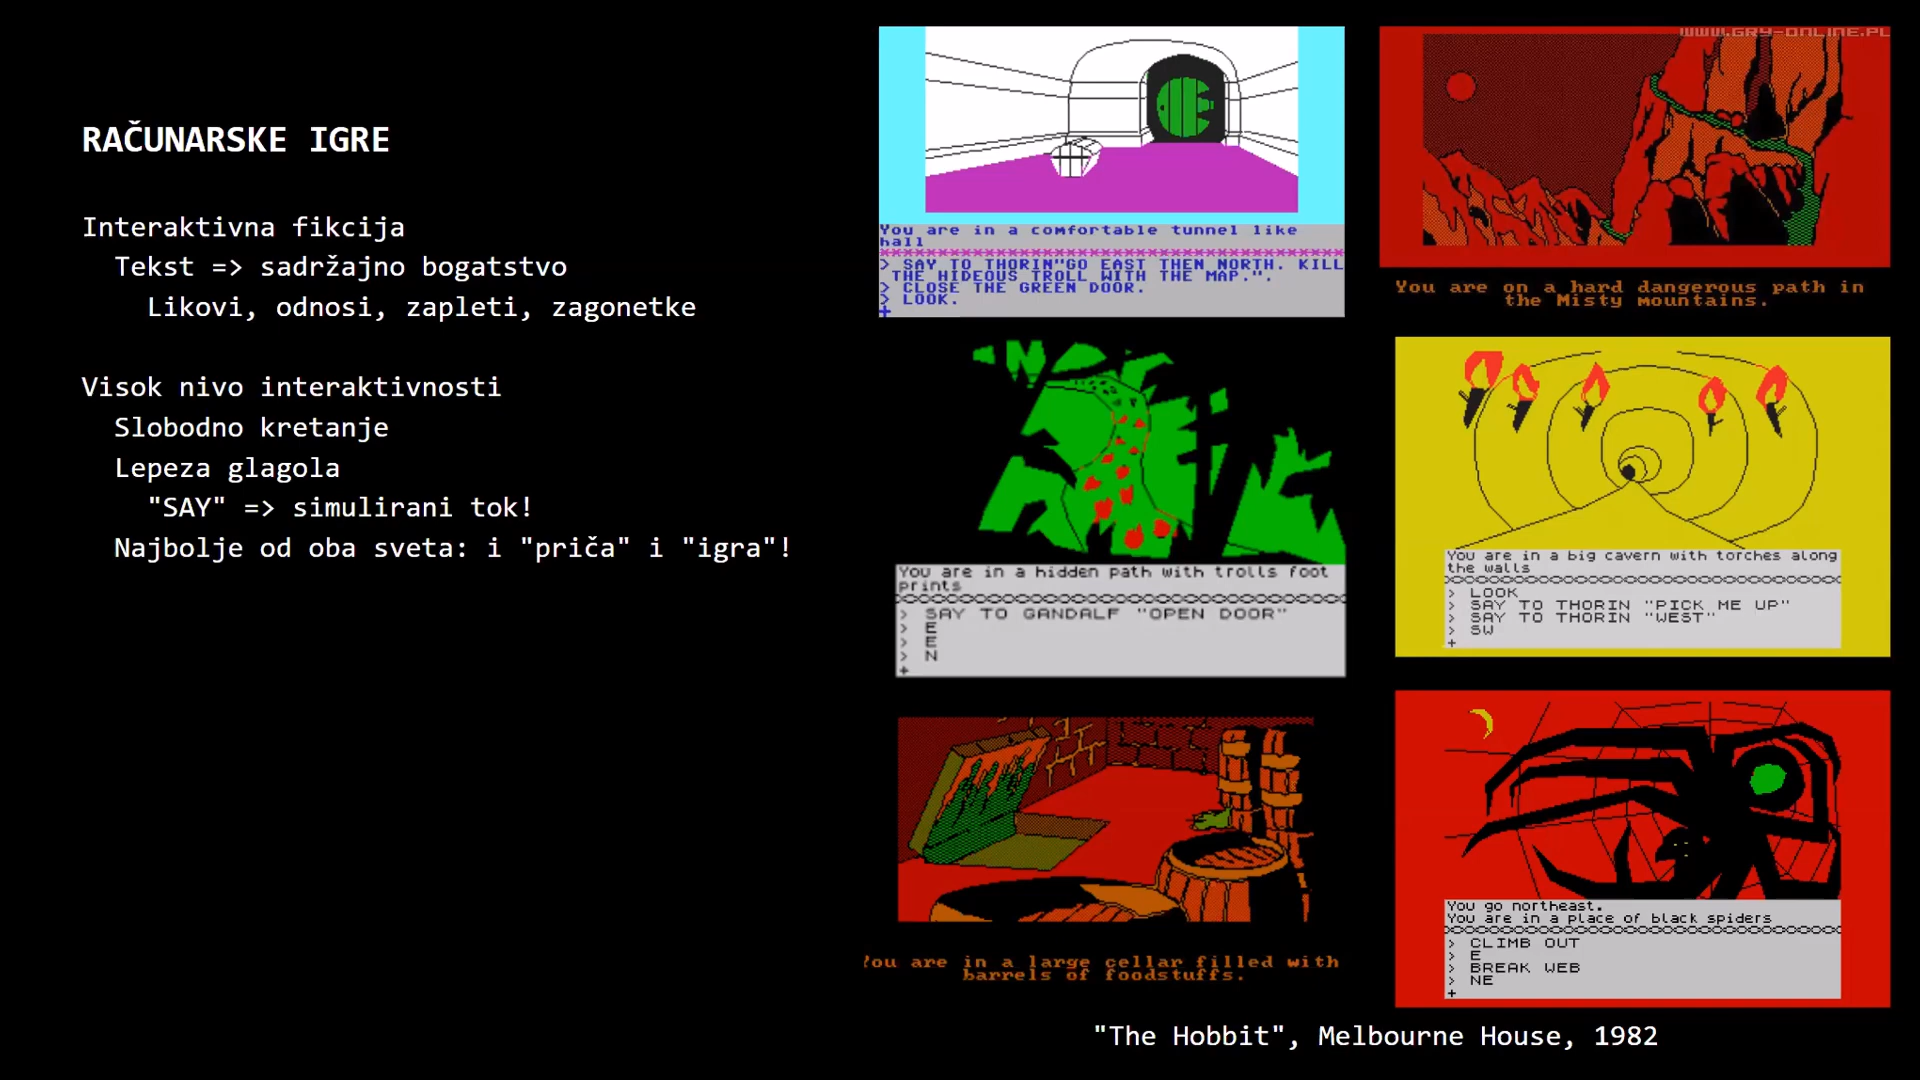 RAČUNARSKE IGRE
Interaktivna fikcija
Tekst => sadržajno bogatstvo
Likovi, odnosi, zapleti, zagonetke
Visok nivo interaktivnosti
Slobodno kretanje
Lepeza glagola
"SAY" => simulirani tok!
Najbolje od oba sveta: i "priča" i "igra"!
You are in a comfortable tunnel like
hall
> SAY TO THORIN"GO EAST THEN NORTH. KILL
THE HIDEOUS TROLL WITH THE MAP.".
> CLOSE THE GREEN DOOR.
> LOOK.
+
WWW.GRY-ONLINE.PL
You are on a hard dangerous path in
the Misty mountains.
You are in a hidden path with trolls foot
prints
> SAY TO GANDALF "OPEN DOOR"
> E
> E
> N
+
You are in a big cavern with torches along
the walls
> LOOK
> SAY TO THORIN "PICK ME UP"
> SAY TO THORIN "WEST"
> SW
+
You are in a large cellar filled with
barrels of foodstuffs.
You go northeast.
You are in a place of black spiders
> CLIMB OUT
> E
> BREAK WEB
> NE
+
"The Hobbit", Melbourne House, 1982